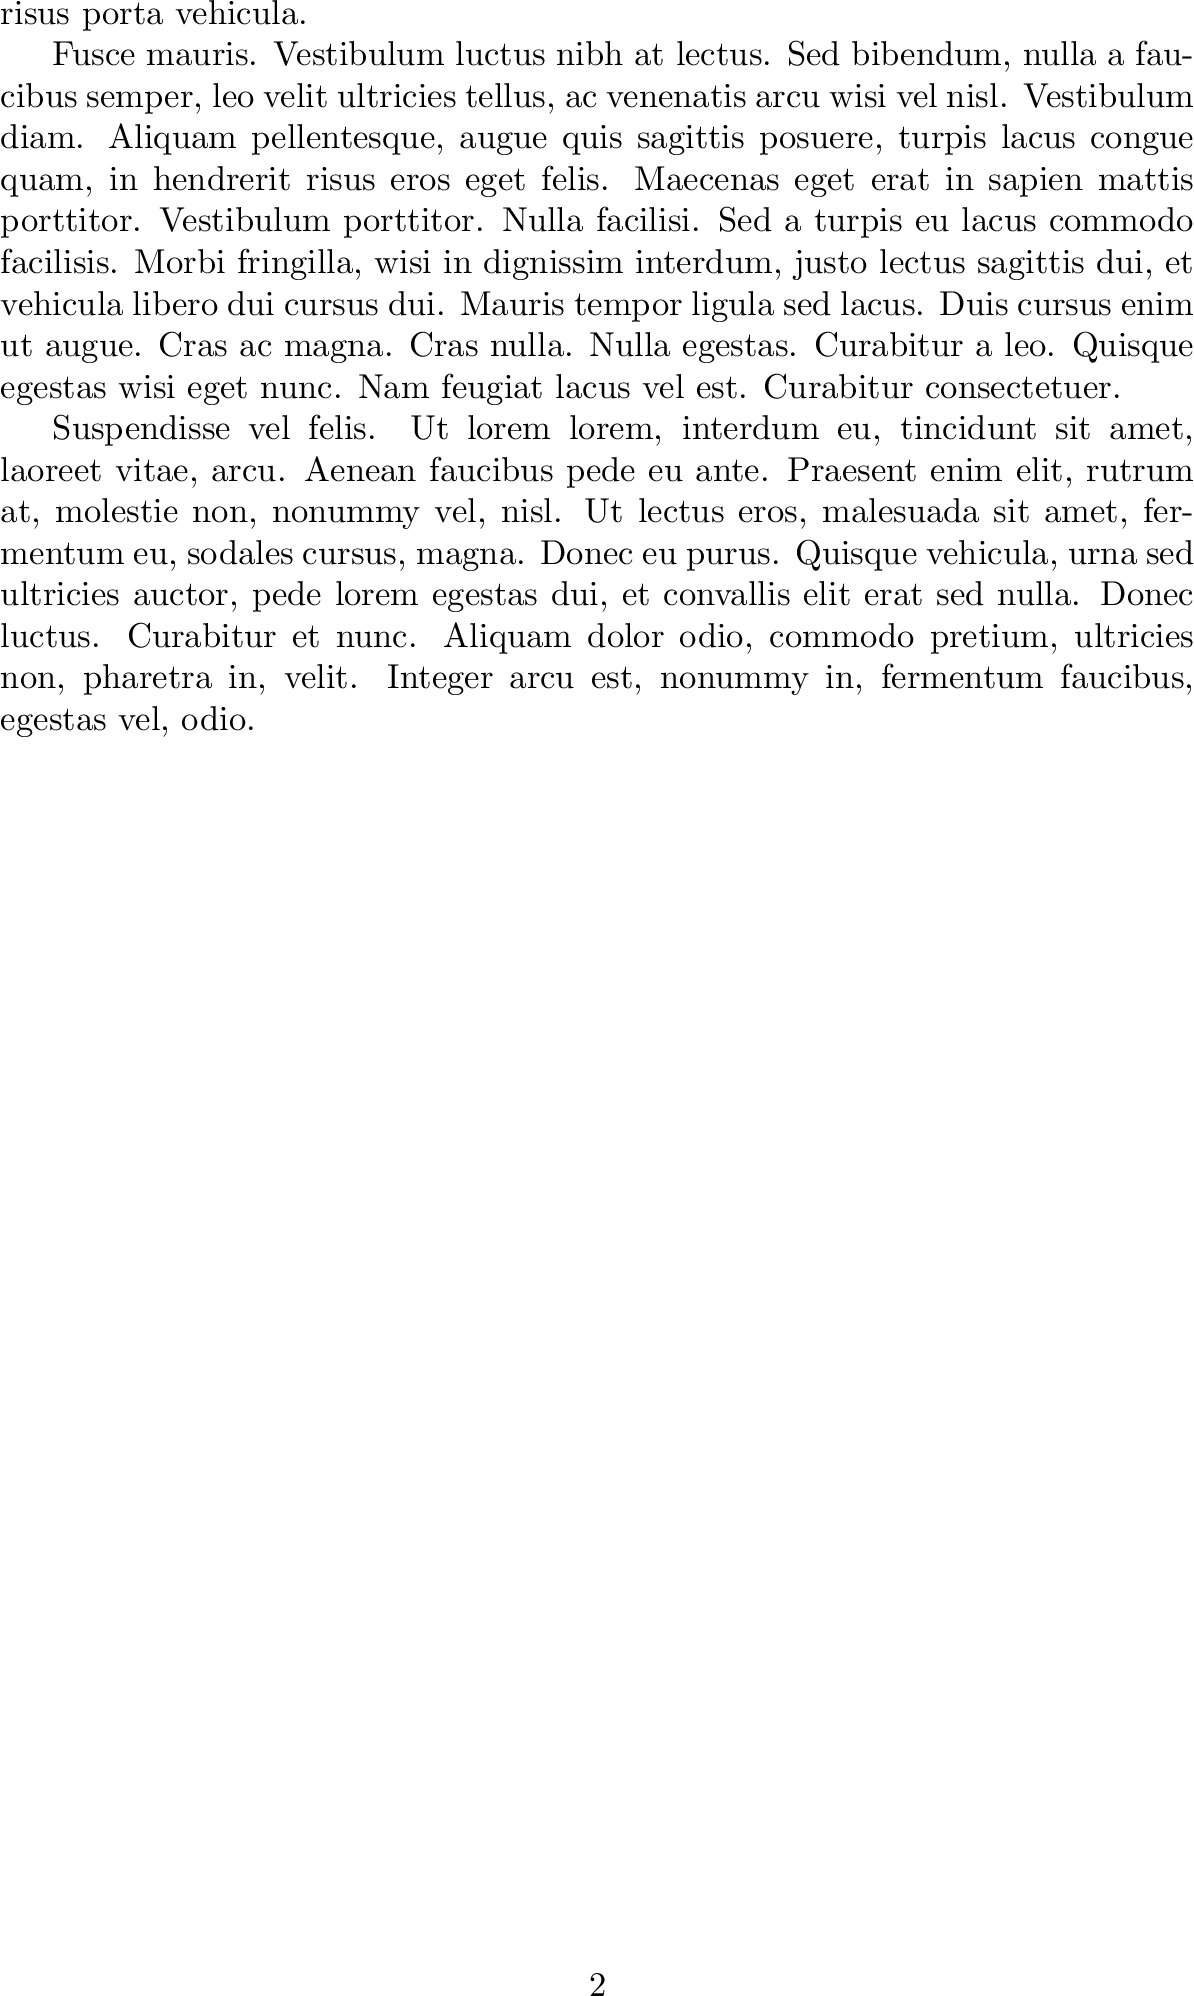 risus porta vehicula.
Fusce mauris. Vestibulum luctus nibh at lectus. Sed bibendum, nulla a fau-
cibus semper, leo velit ultricies tellus, ac venenatis arcu wisi vel nisl. Vestibulum
diam. Aliquam pellentesque, augue quis sagittis posuere, turpis lacus congue
quam, in hendrerit risus eros eget felis. Maecenas eget erat in sapien mattis
porttitor. Vestibulum porttitor. Nulla facilisi. Sed a turpis eu lacus commodo
facilisis. Morbi fringilla, wisi in dignissim interdum, justo lectus sagittis dui, et
vehicula libero dui cursus dui. Mauris tempor ligula sed lacus. Duis cursus enim
ut augue. Cras ac magna. Cras nulla. Nulla egestas. Curabitur a leo. Quisque
egestas wisi eget nunc. Nam feugiat lacus vel est. Curabitur consectetuer.
Suspendisse vel felis. Ut lorem lorem, interdum eu, tincidunt sit amet,
laoreet vitae, arcu. Aenean faucibus pede eu ante. Praesent enim elit, rutrum
at, molestie non, nonummy vel, nisl. Ut lectus eros, malesuada sit amet, fer-
mentum eu, sodales cursus, magna. Donec eu purus. Quisque vehicula, urna sed
ultricies auctor, pede lorem egestas dui, et convallis elit erat sed nulla. Donec
luctus. Curabitur et nunc. Aliquam dolor odio, commodo pretium, ultricies
non, pharetra in, velit. Integer arcu est, nonummy in, fermentum faucibus,
egestas vel, odio.
2